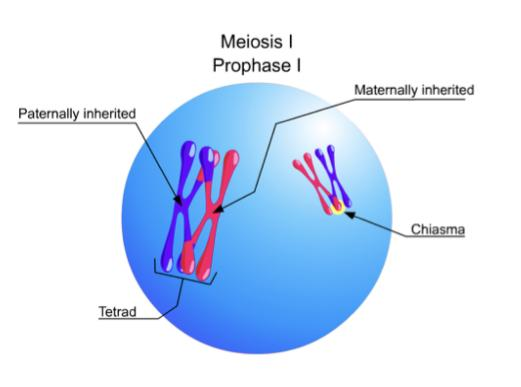 Meiosis I
Prophase I
Maternally inherited
Paternally inherited
Chiasma
Tetrad